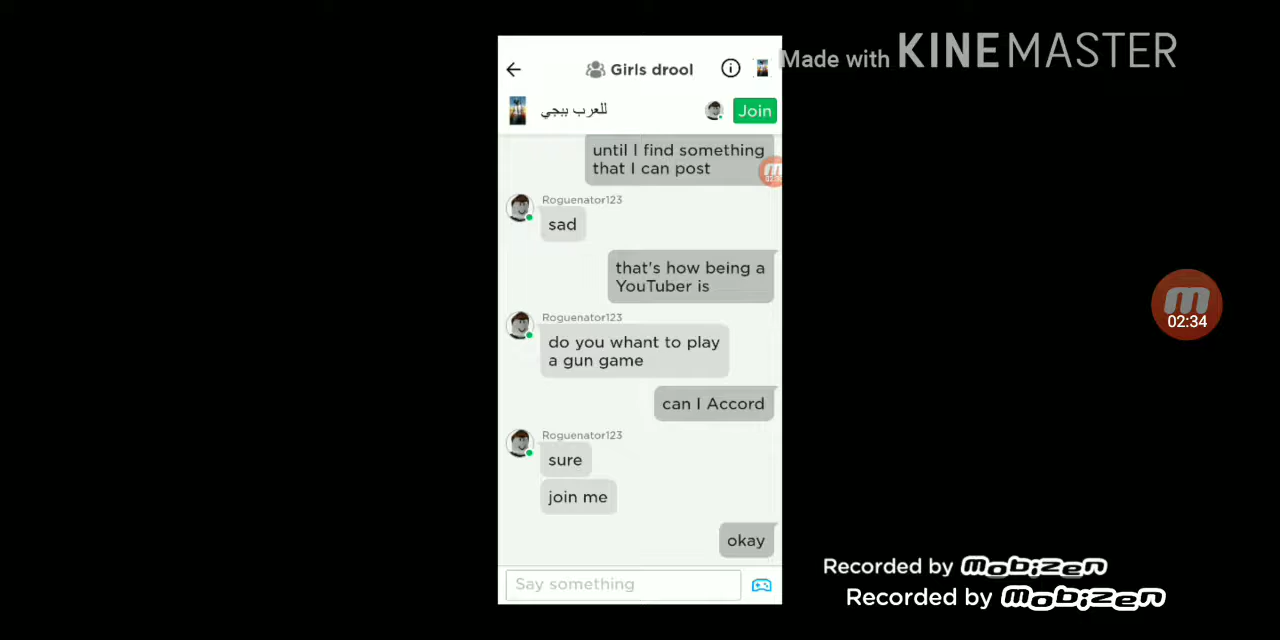 Made with KINEMASTER
Girls drool
للعرب ببجي
Join
until I find something
that I can post
Roguenator123
sad
that's how being a
YouTuber is
Roguenator123
do you whant to play
a gun game
can I Accord
Roguenator123
sure
join me
okay
Say something
02:34
Recorded by mobizen
Recorded by mobizen